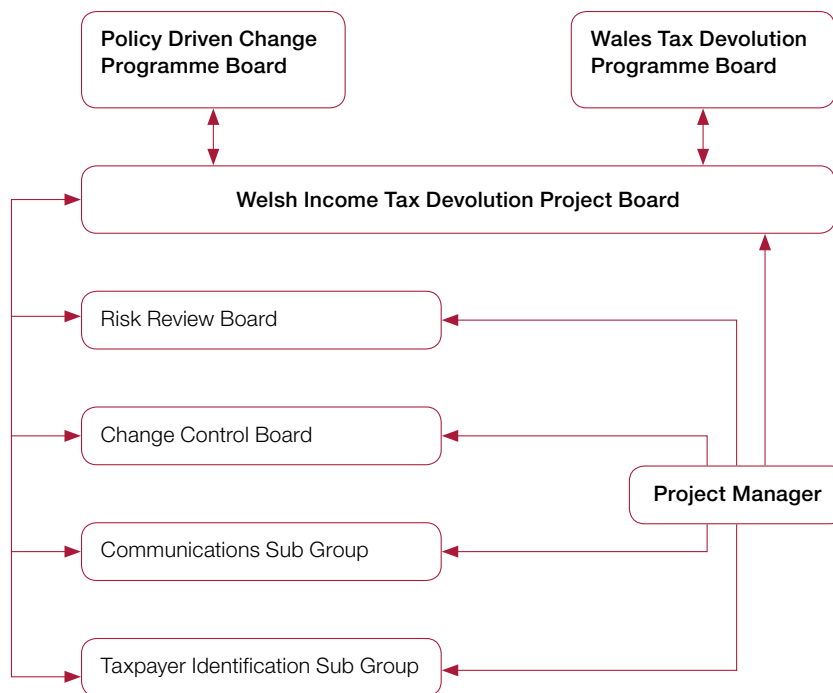 Policy Driven Change
Programme Board
Wales Tax Devolution
Programme Board
Welsh Income Tax Devolution Project Board
Risk Review Board
Change Control Board
Project Manager
Communications Sub Group
Taxpayer Identification Sub Group